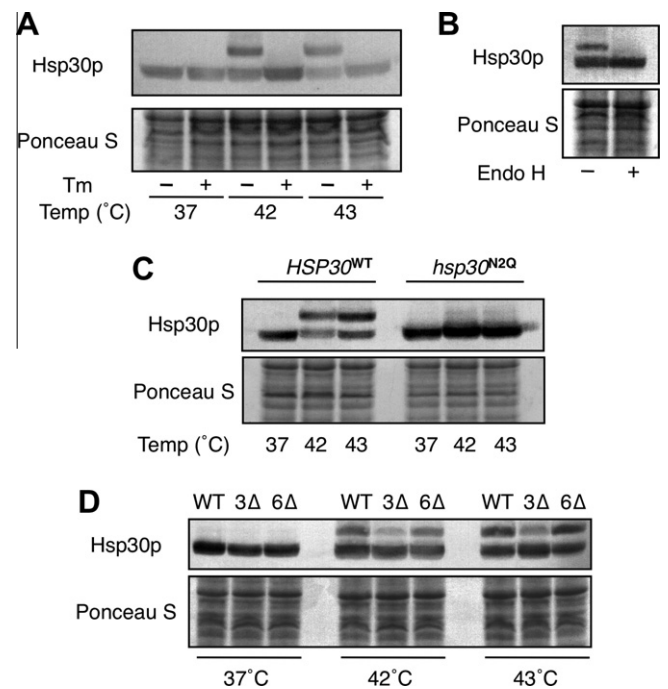 A
Hsp30p
Ponceau S
Tm – + – + – +
Temp (˚C) 37 42 43
B
Hsp30p
Ponceau S
Endo H – +
C
HSP30WT hsp30N2Q
Hsp30p
Ponceau S
Temp (˚C) 37 42 43 37 42 43
D
WT 3Δ 6Δ WT 3Δ 6Δ WT 3Δ 6Δ
Hsp30p
Ponceau S
37˚C 42˚C 43˚C